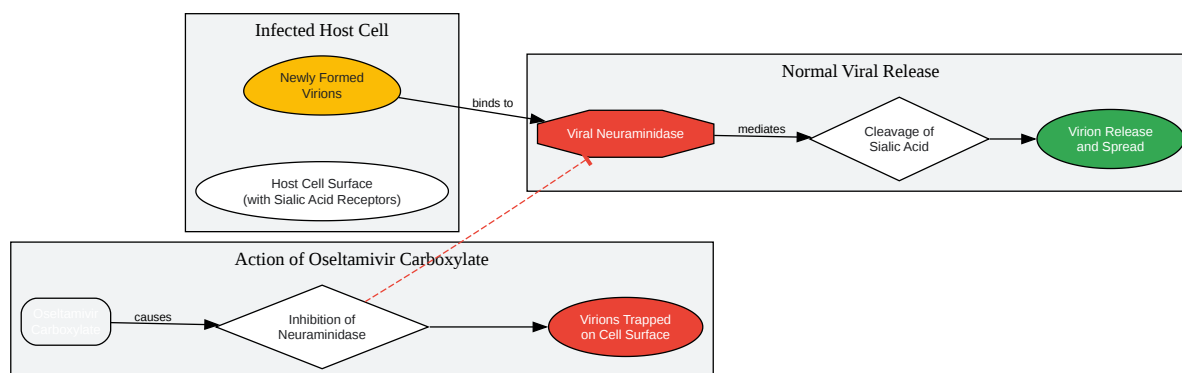 Infected Host Cell
Newly Formed
Virions
Host Cell Surface
(with Sialic Acid Receptors)
binds to
Normal Viral Release
Viral Neuraminidase
mediates
Cleavage of
Sialic Acid
Virion Release
and Spread
Action of Oseltamivir Carboxylate
Oseltamivir
Carboxylate
causes
Inhibition of
Neuraminidase
Virions Trapped
on Cell Surface